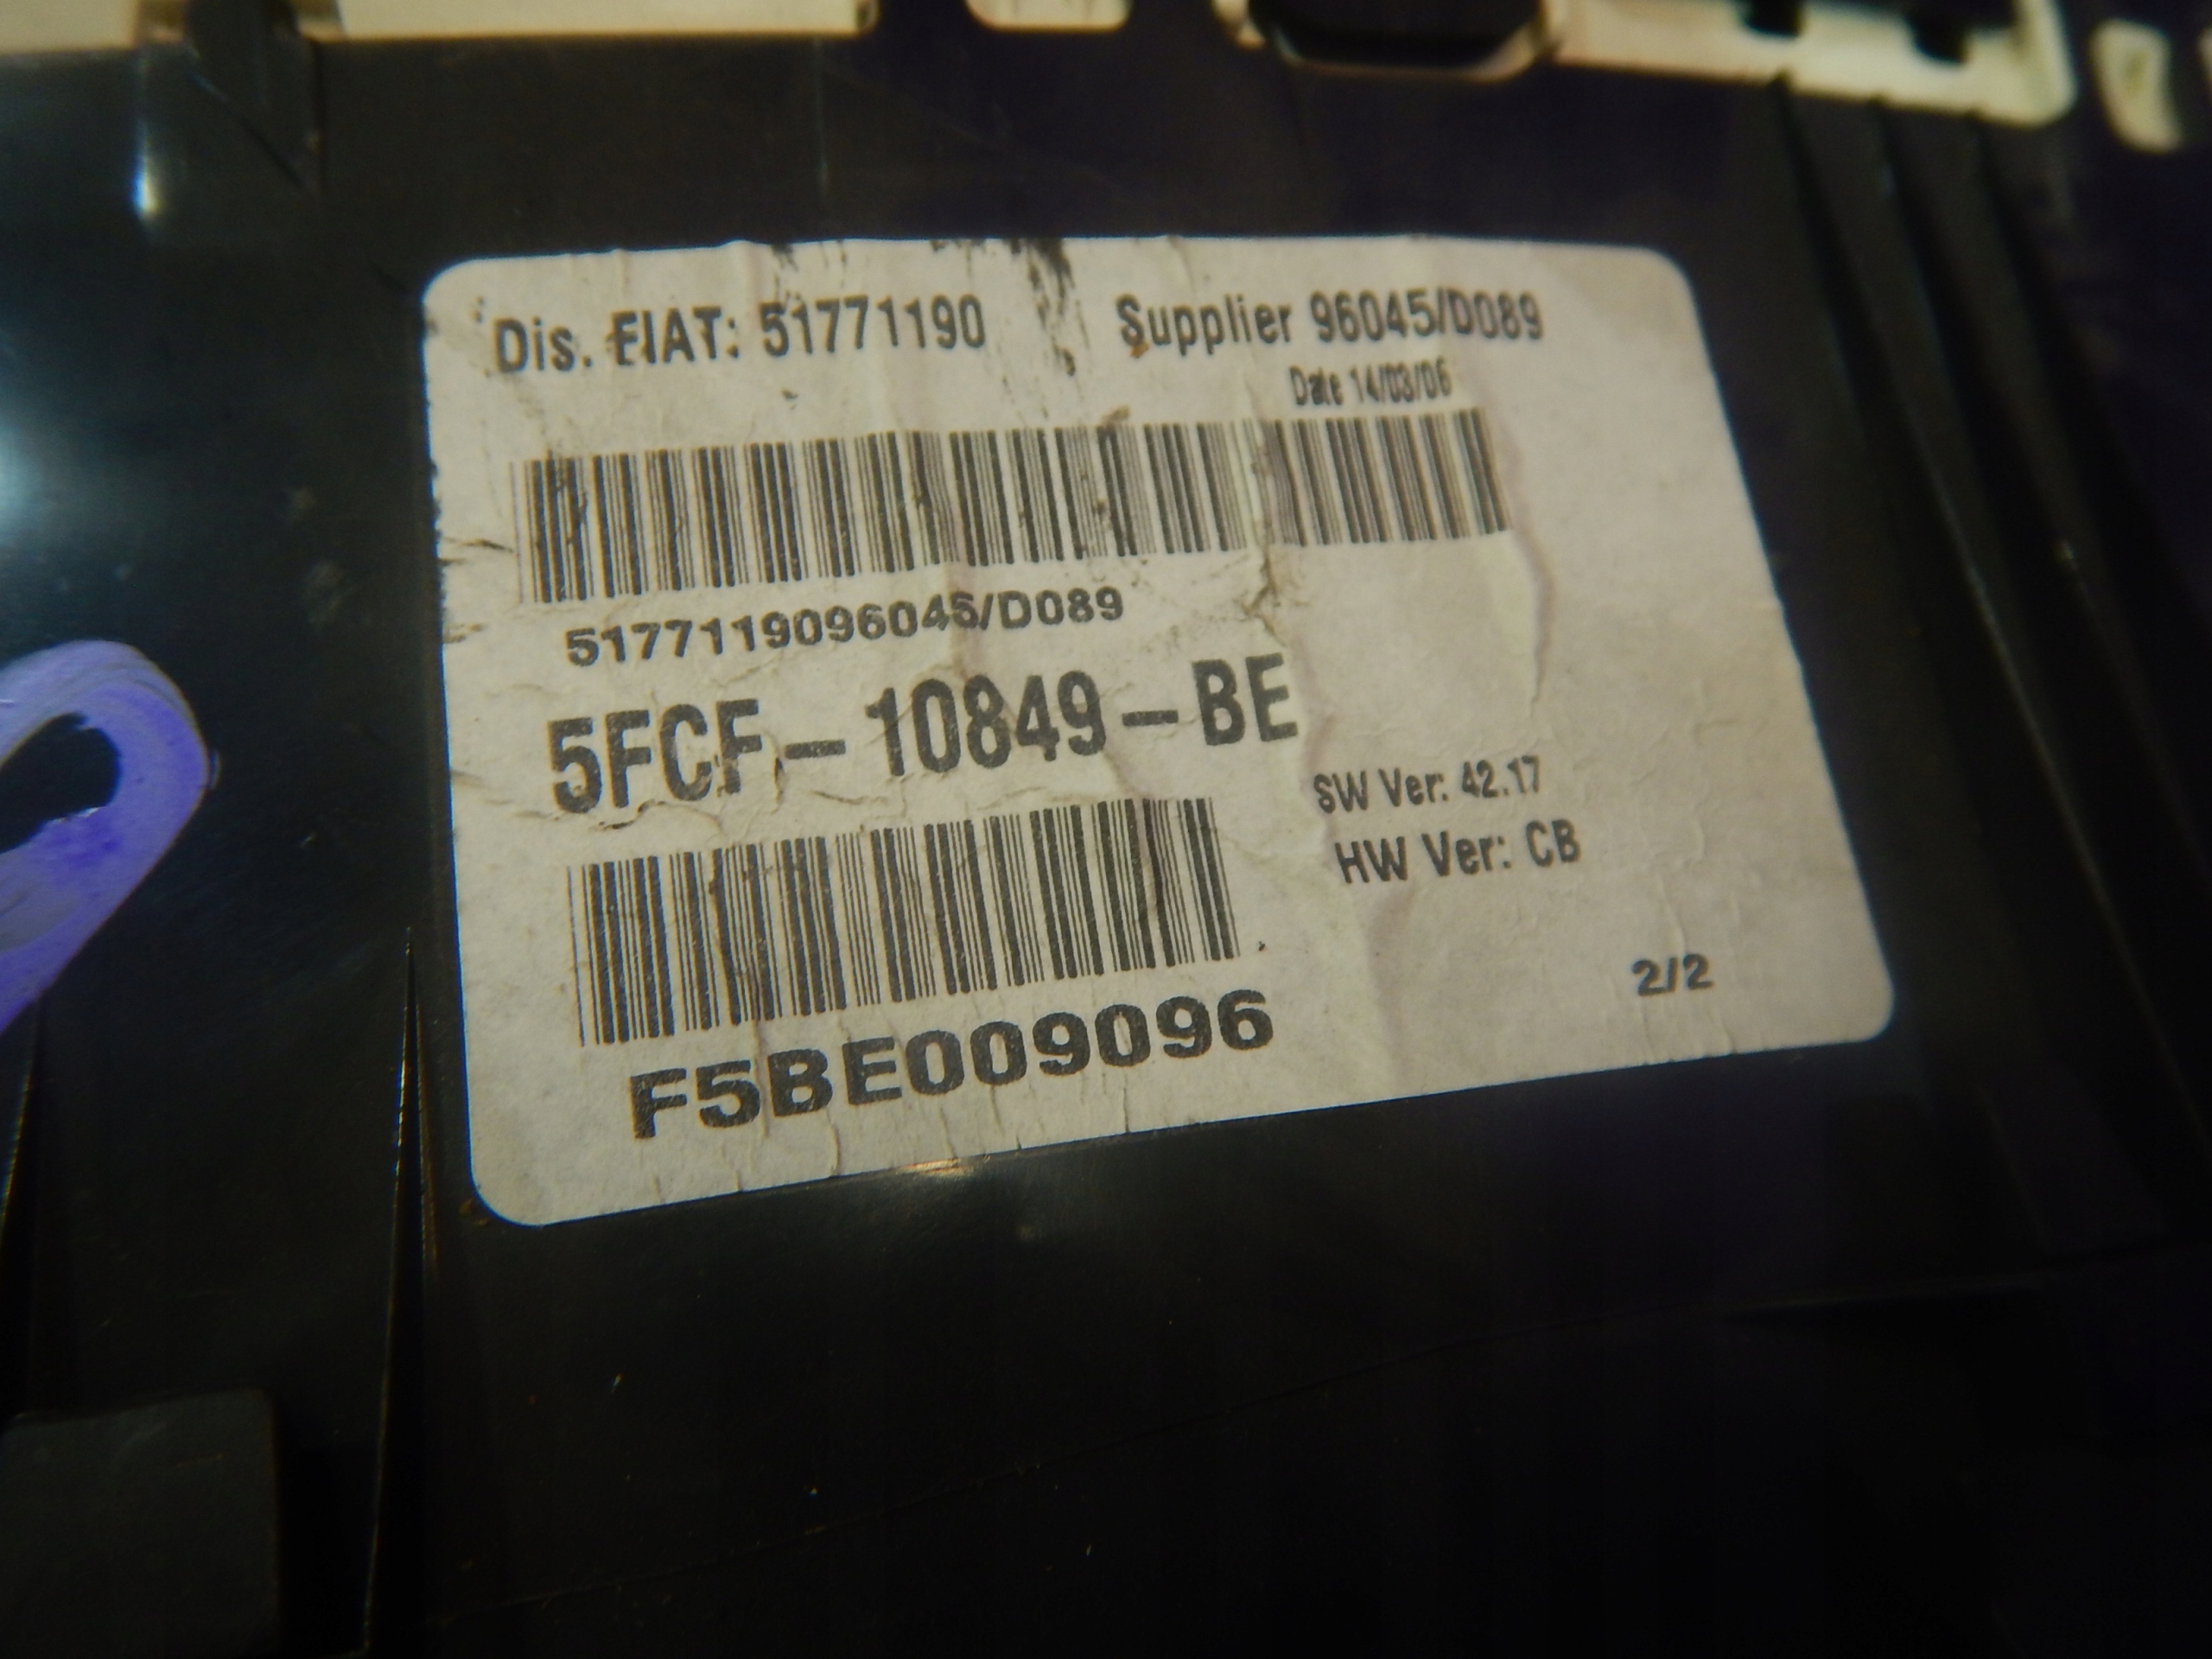 Dis. FIAT: 51771190 Supplier 96045/D089
Date 14/03/06
5177119096045/D089
5FCF-10849-BE
SW Ver: 42.17
HW Ver: CB
F5BE009096
2/2